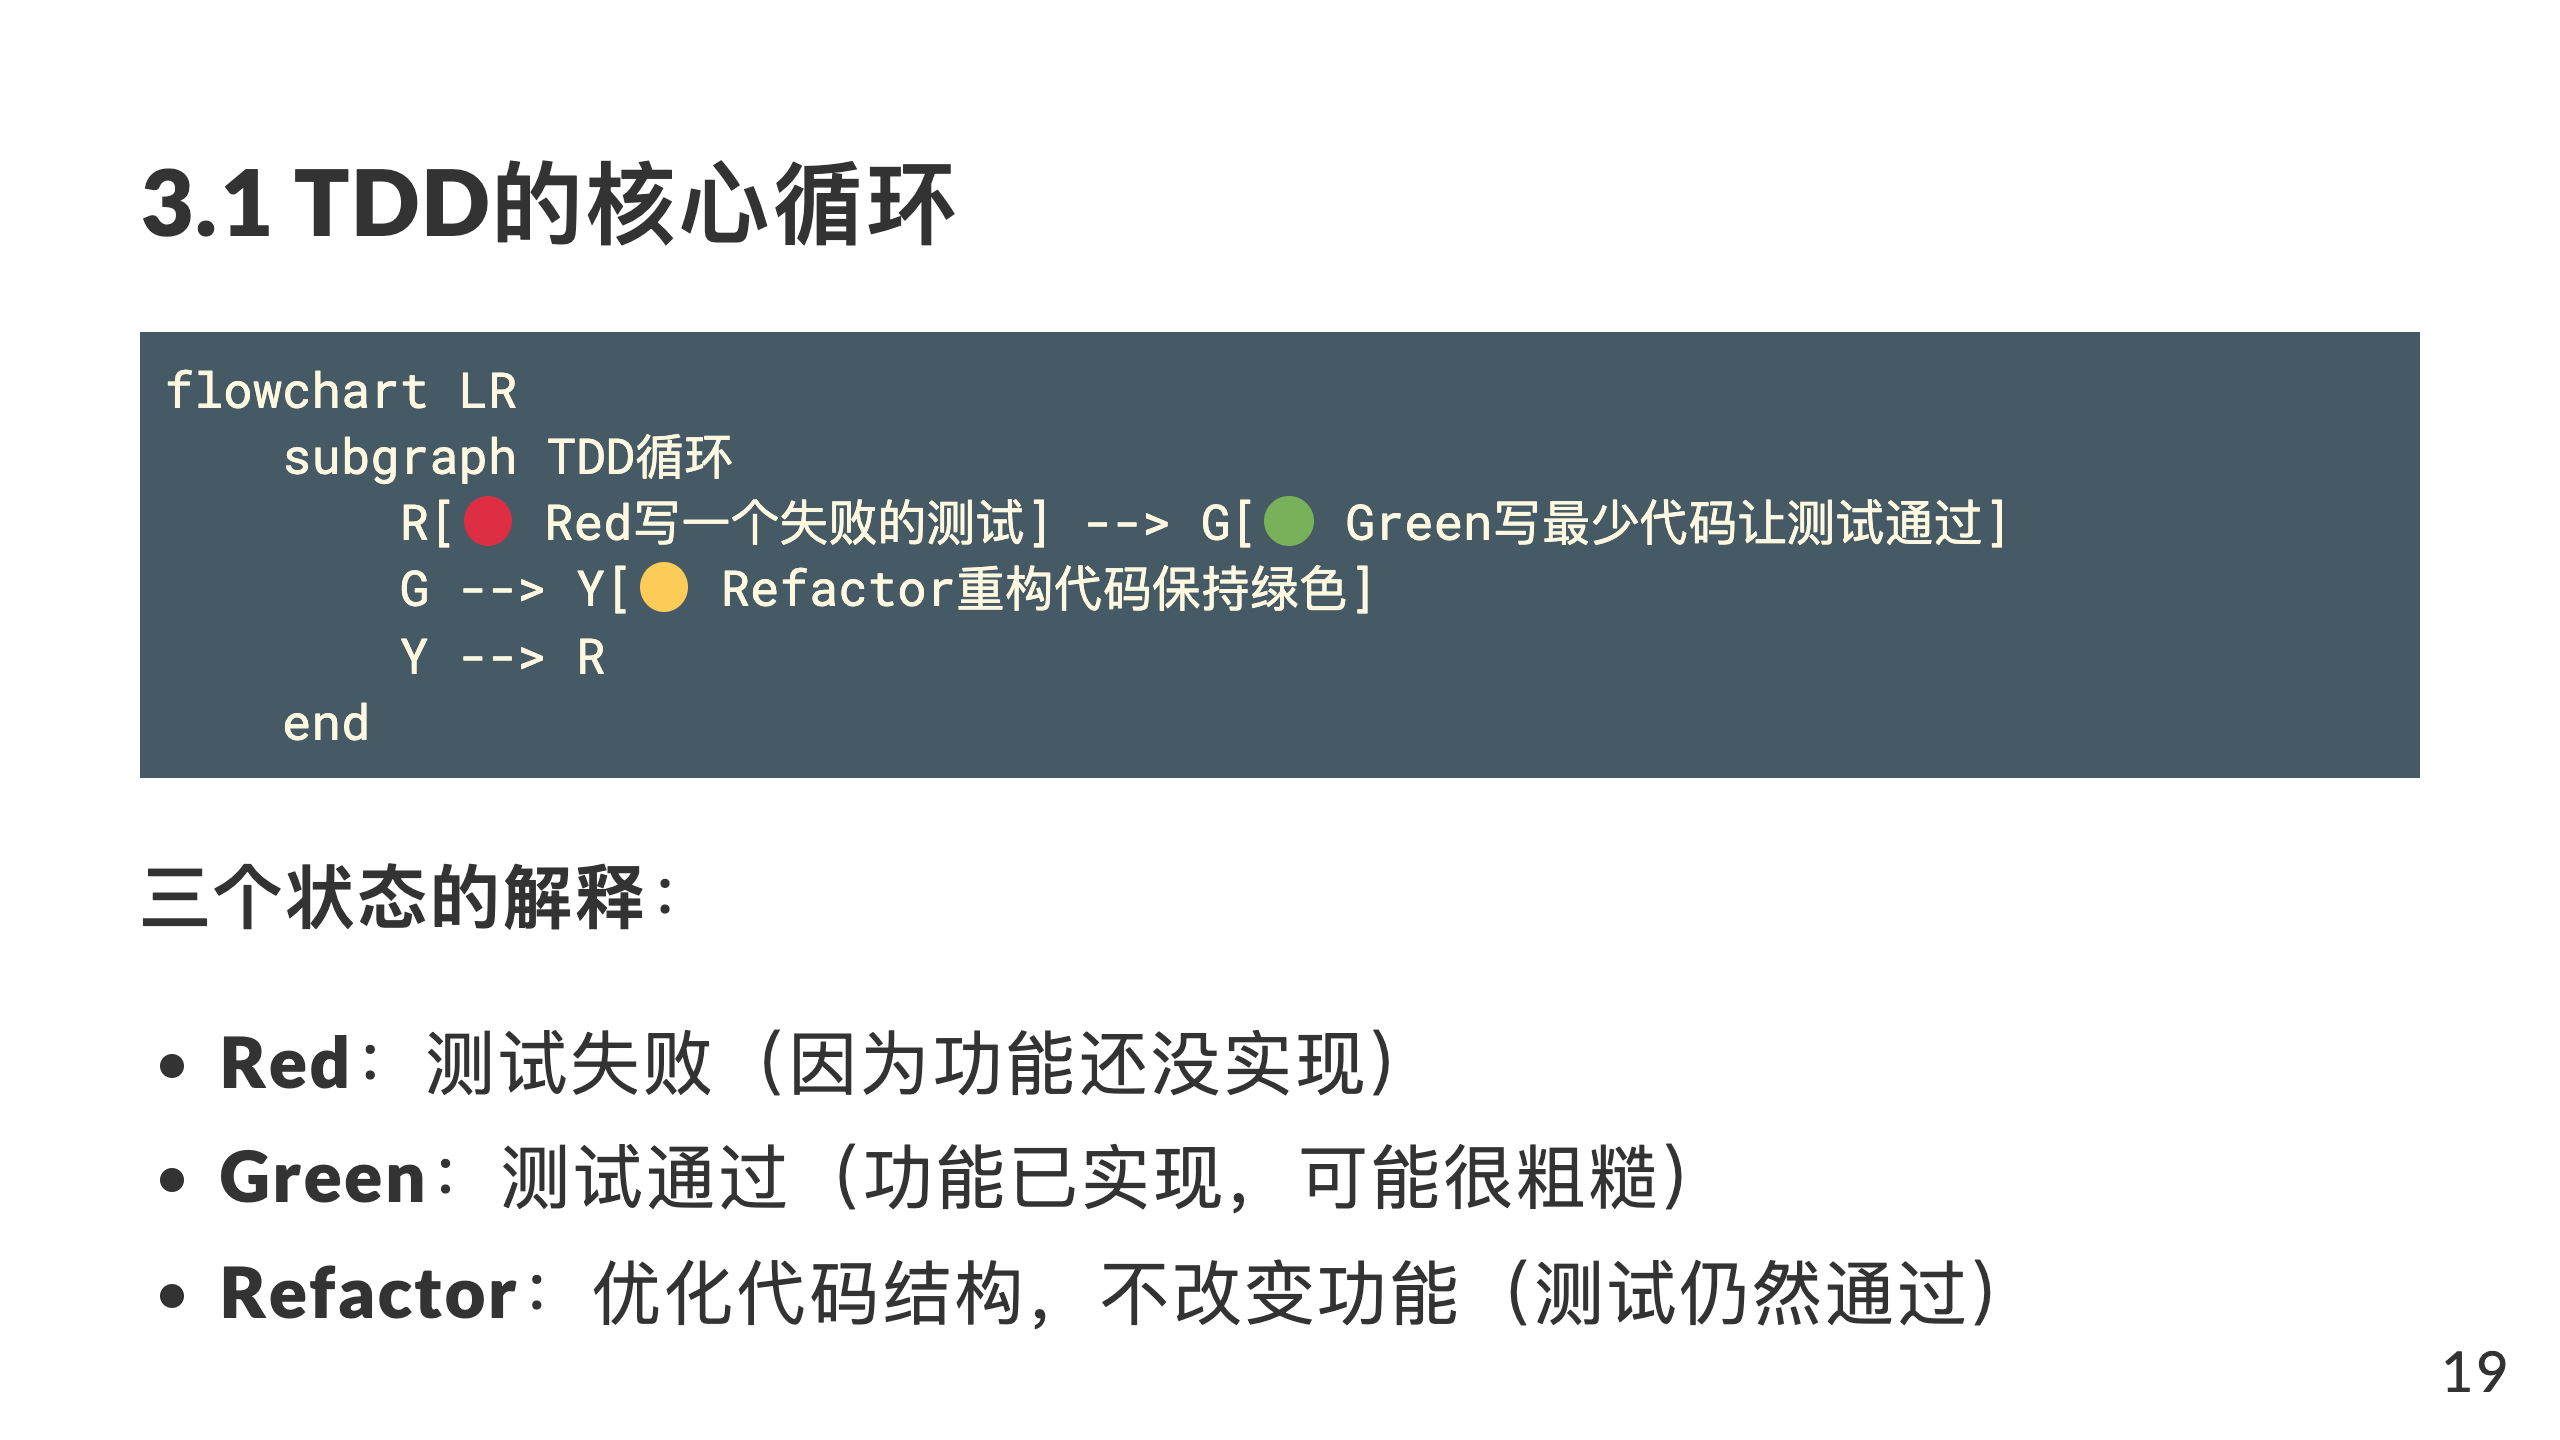 3.1 TDD的核心循环
flowchart LR
    subgraph TDD循环
        R[🔴 Red写一个失败的测试] --> G[🟢 Green写最少代码让测试通过]
        G --> Y[🟡 Refactor重构代码保持绿色]
        Y --> R
    end
三个状态的解释：
• Red：测试失败（因为功能还没实现）
• Green：测试通过（功能已实现，可能很粗糙）
• Refactor：优化代码结构，不改变功能（测试仍然通过）
19